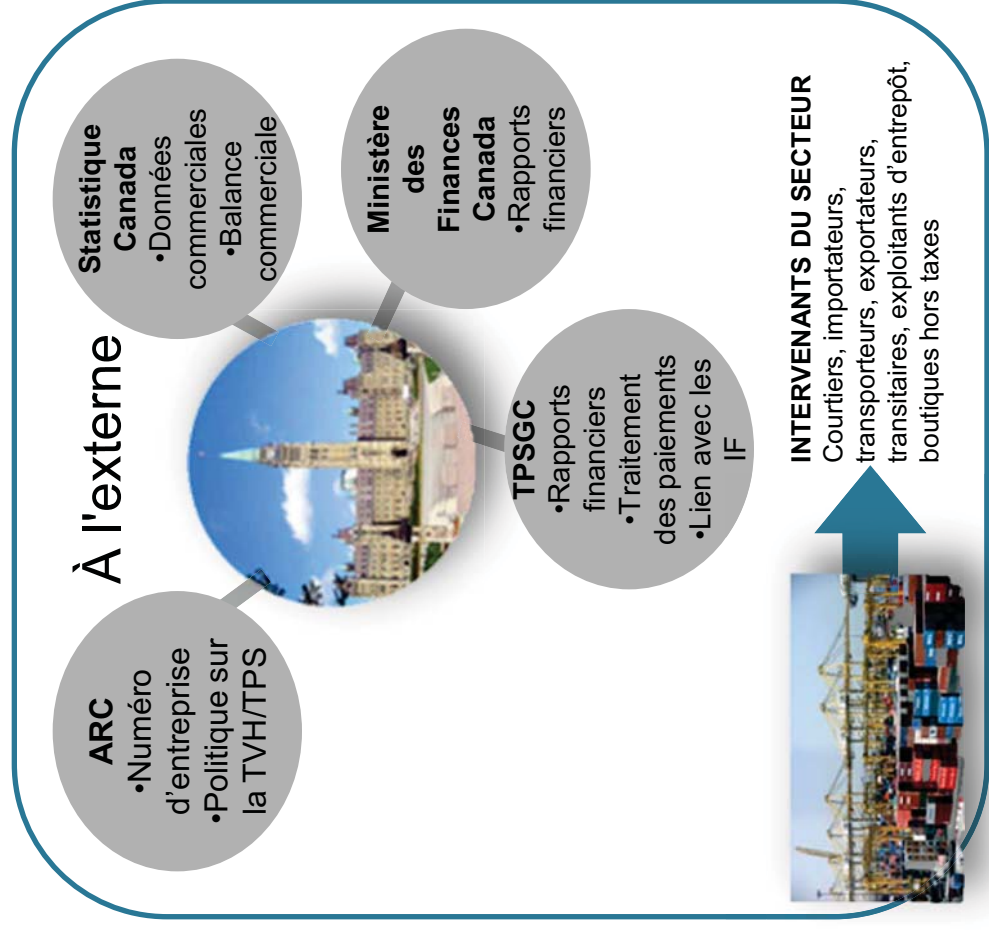 À l'externe
ARC
•Numéro
d'entreprise
•Politique sur
la TVH/TPS
Statistique
Canada
•Données
commerciales
•Balance
commerciale
Ministère
des
Finances
Canada
•Rapports
financiers
TPSGC
•Rapports
financiers
•Traitement
des paiements
•Lien avec les
IF
INTERVENANTS DU SECTEUR
Courtiers, importateurs,
transporteurs, exportateurs,
transitaires, exploitants d'entrepôt,
boutiques hors taxes